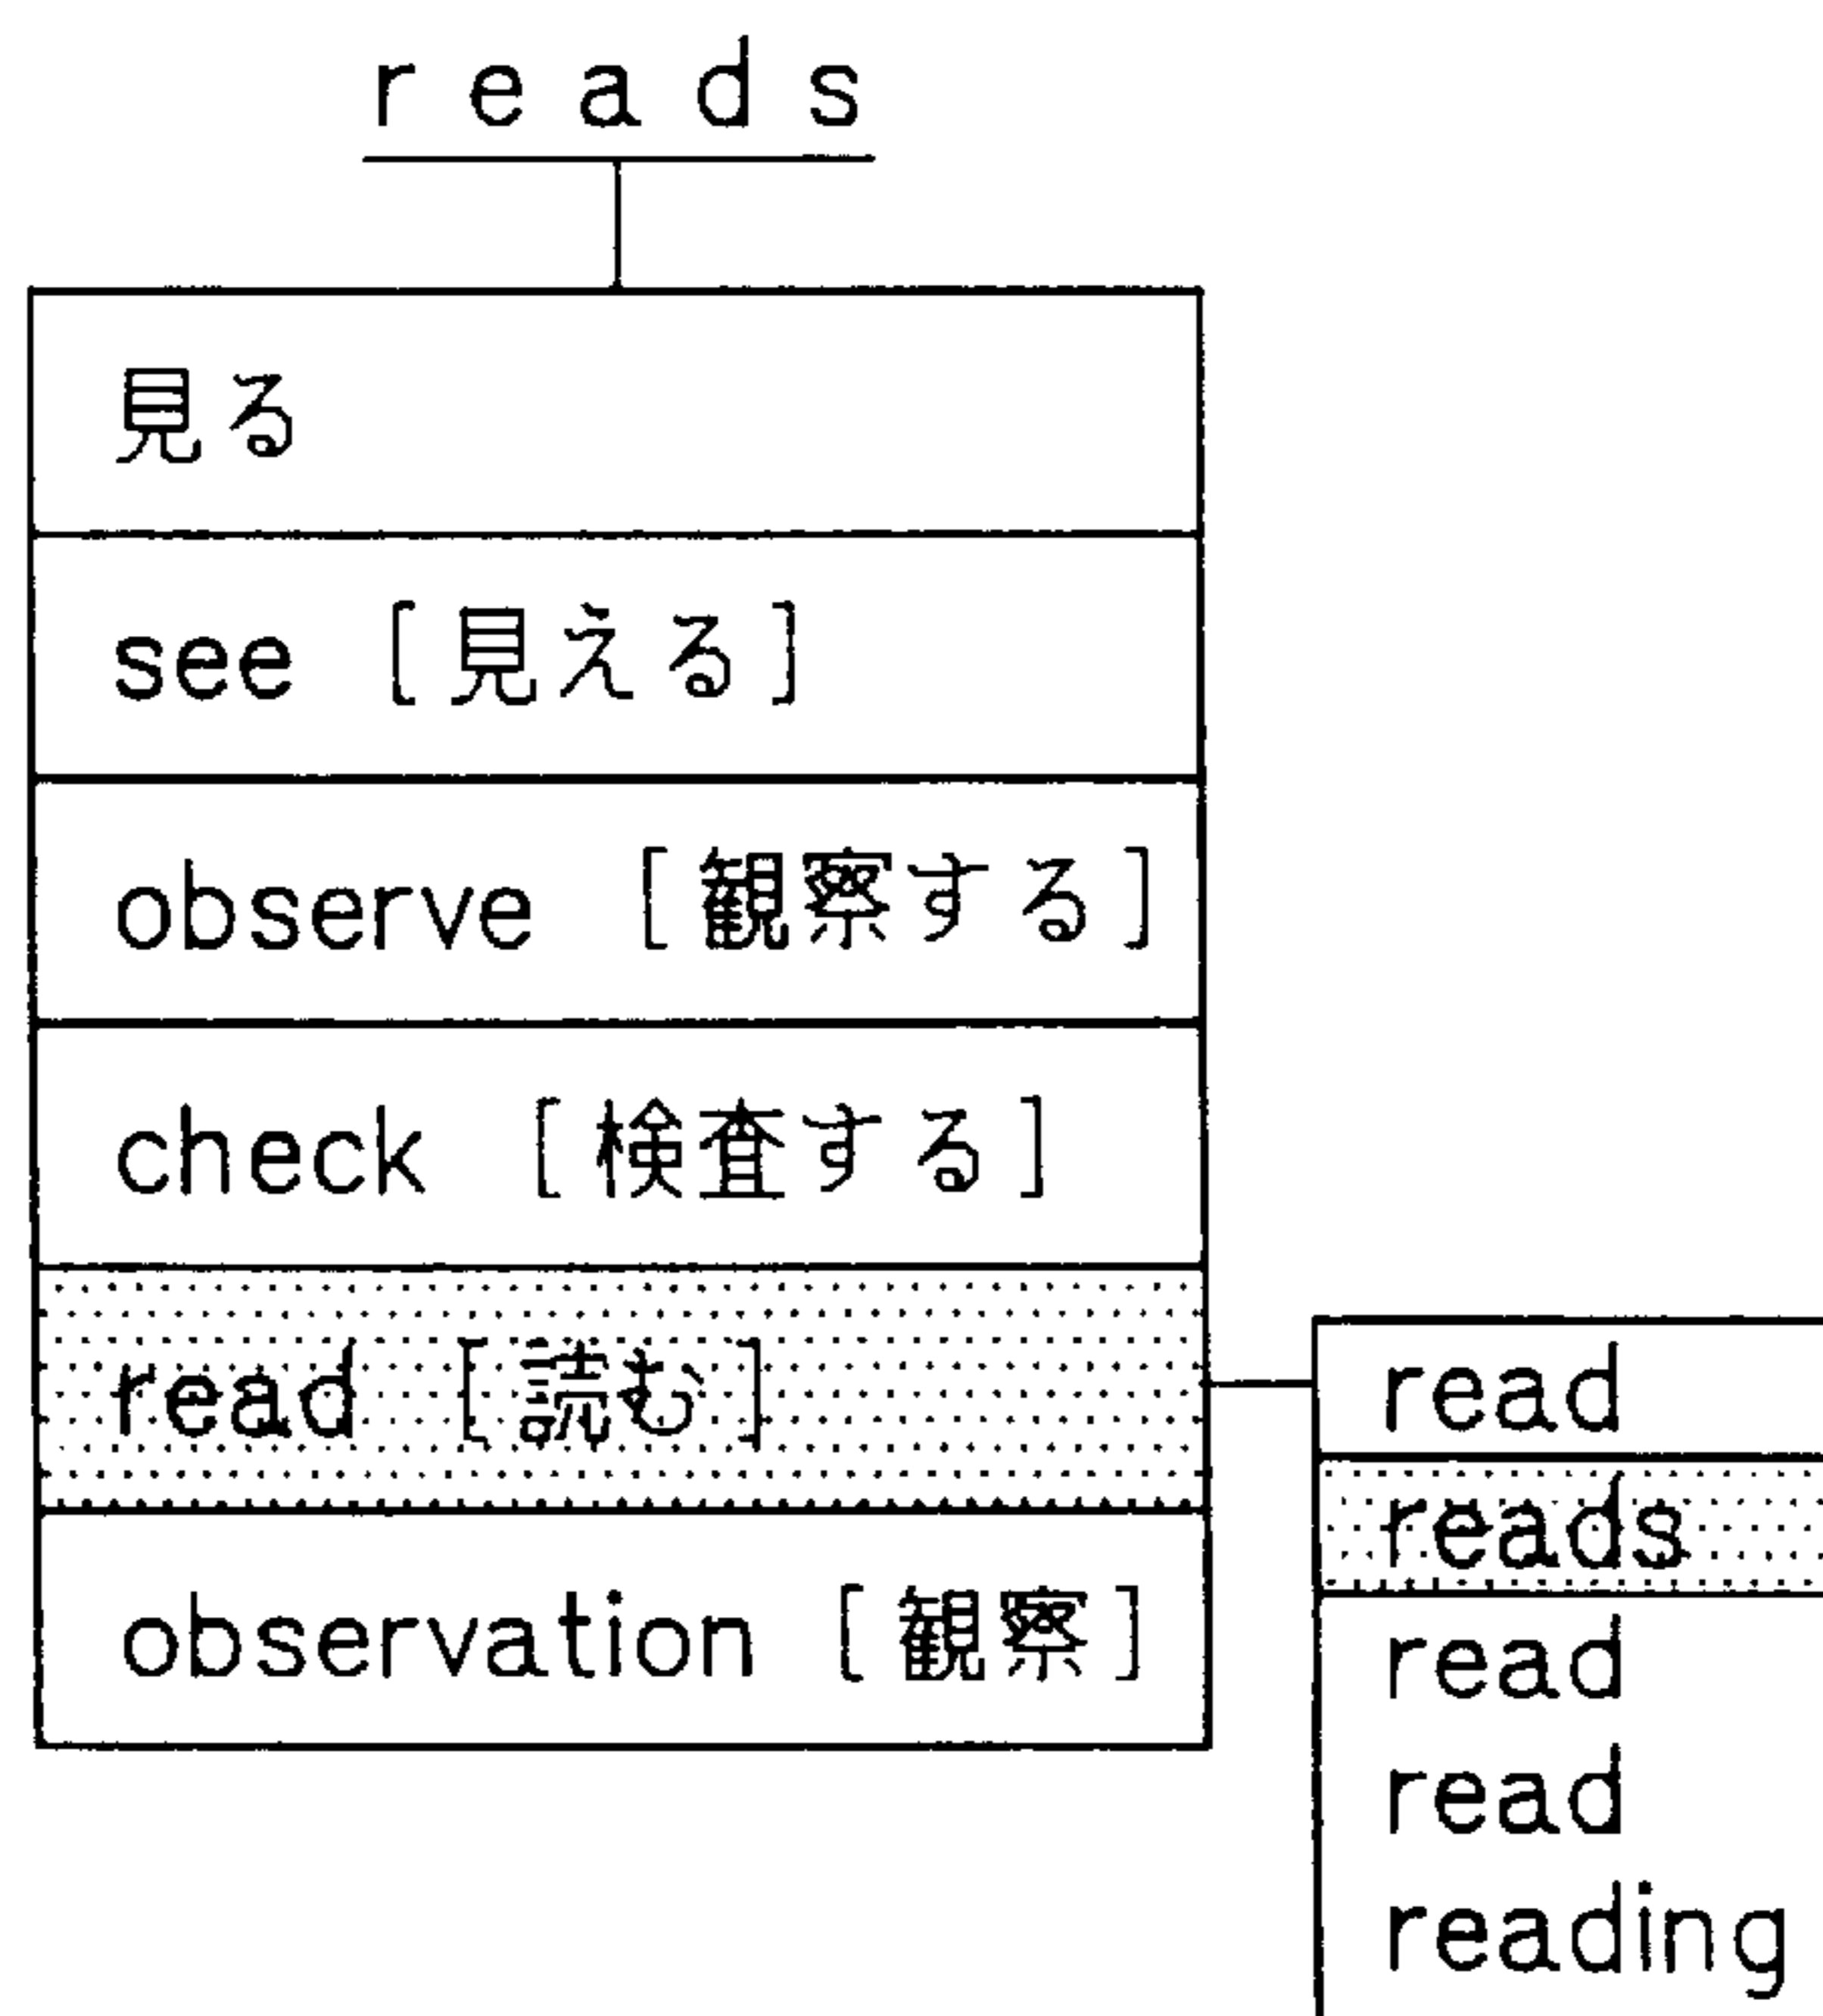 reads
見る
see [見える]
observe [観察する]
check [検査する]
read [読む]
observation [観察]
read
reads
read
read
reading